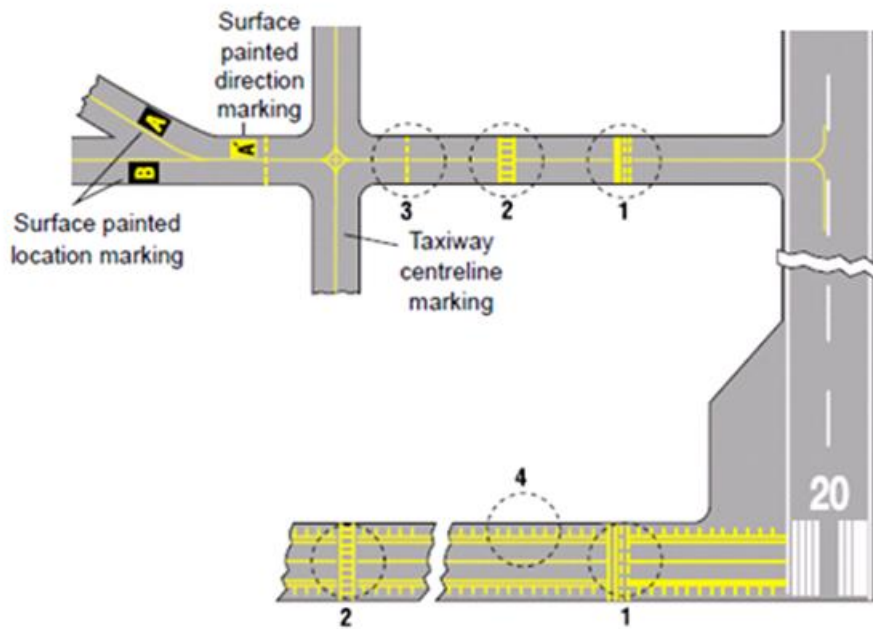 Surface
painted
direction
marking
A
A
B
Surface painted
location marking
3
2
1
Taxiway
centreline
marking
4
20
2
1